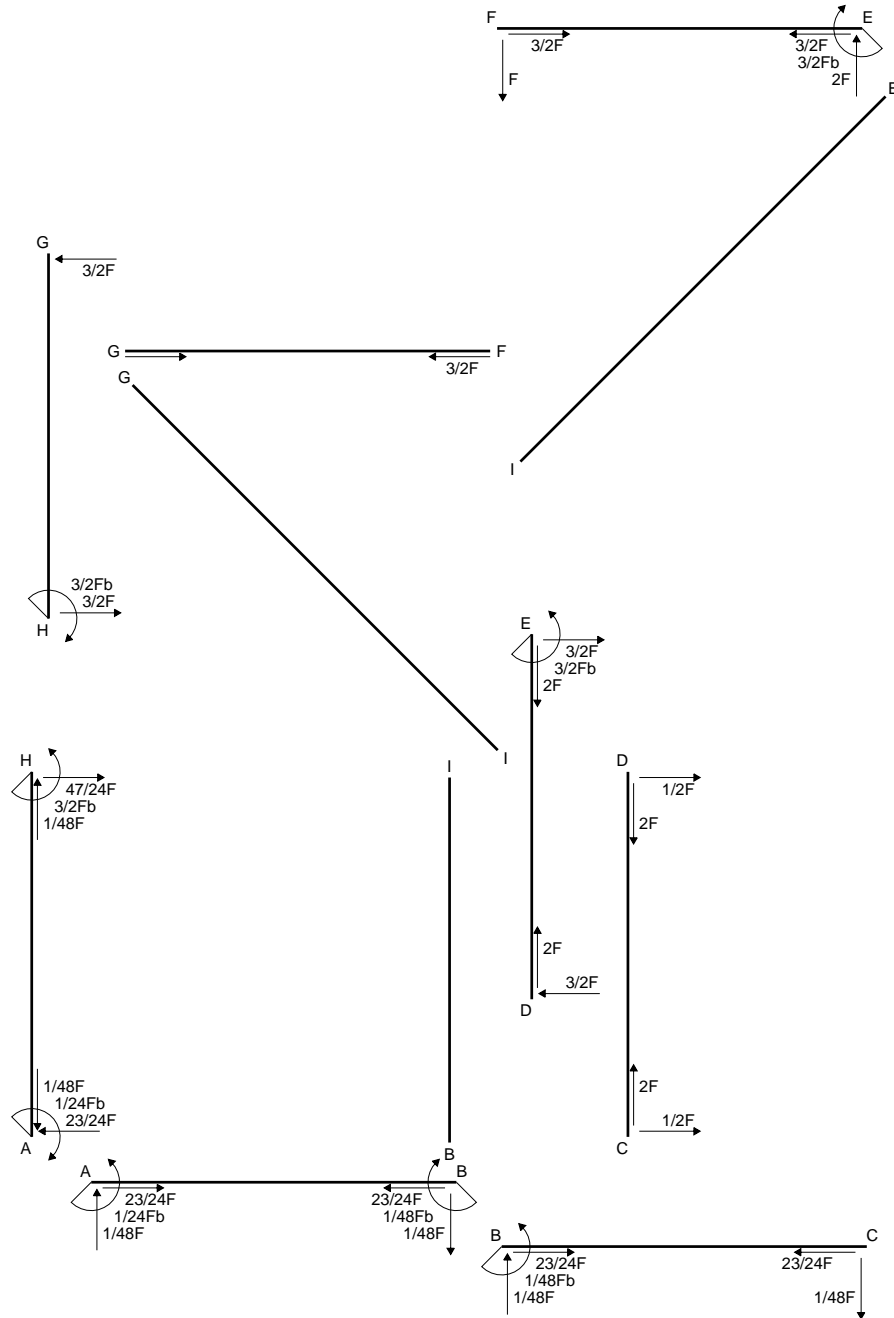 F
E
3/2F
3/2F
3/2Fb
F
2F
G
3/2F
G
F
3/2F
G
I
3/2Fb
3/2F
H
E
3/2F
3/2Fb
2F
I
H
I
D
47/24F
3/2Fb
1/48F
1/2F
2F
2F
3/2F
D
1/48F
1/24Fb
23/24F
2F
1/2F
A
B
C
A
B
23/24F
1/24Fb
1/48F
23/24F
1/48Fb
1/48F
B
C
23/24F
1/48Fb
1/48F
23/24F
1/48F